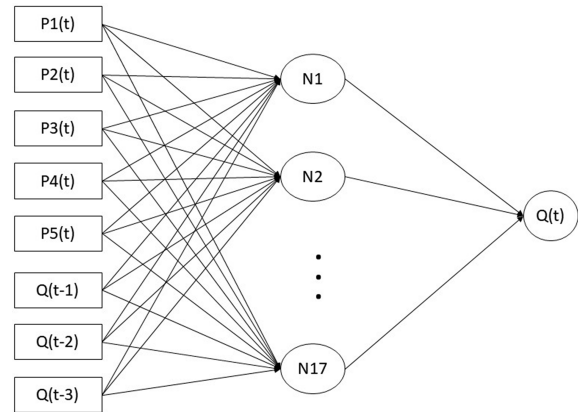 P1(t)
P2(t)
P3(t)
P4(t)
P5(t)
Q(t-1)
Q(t-2)
Q(t-3)
N1
N2
N17
Q(t)